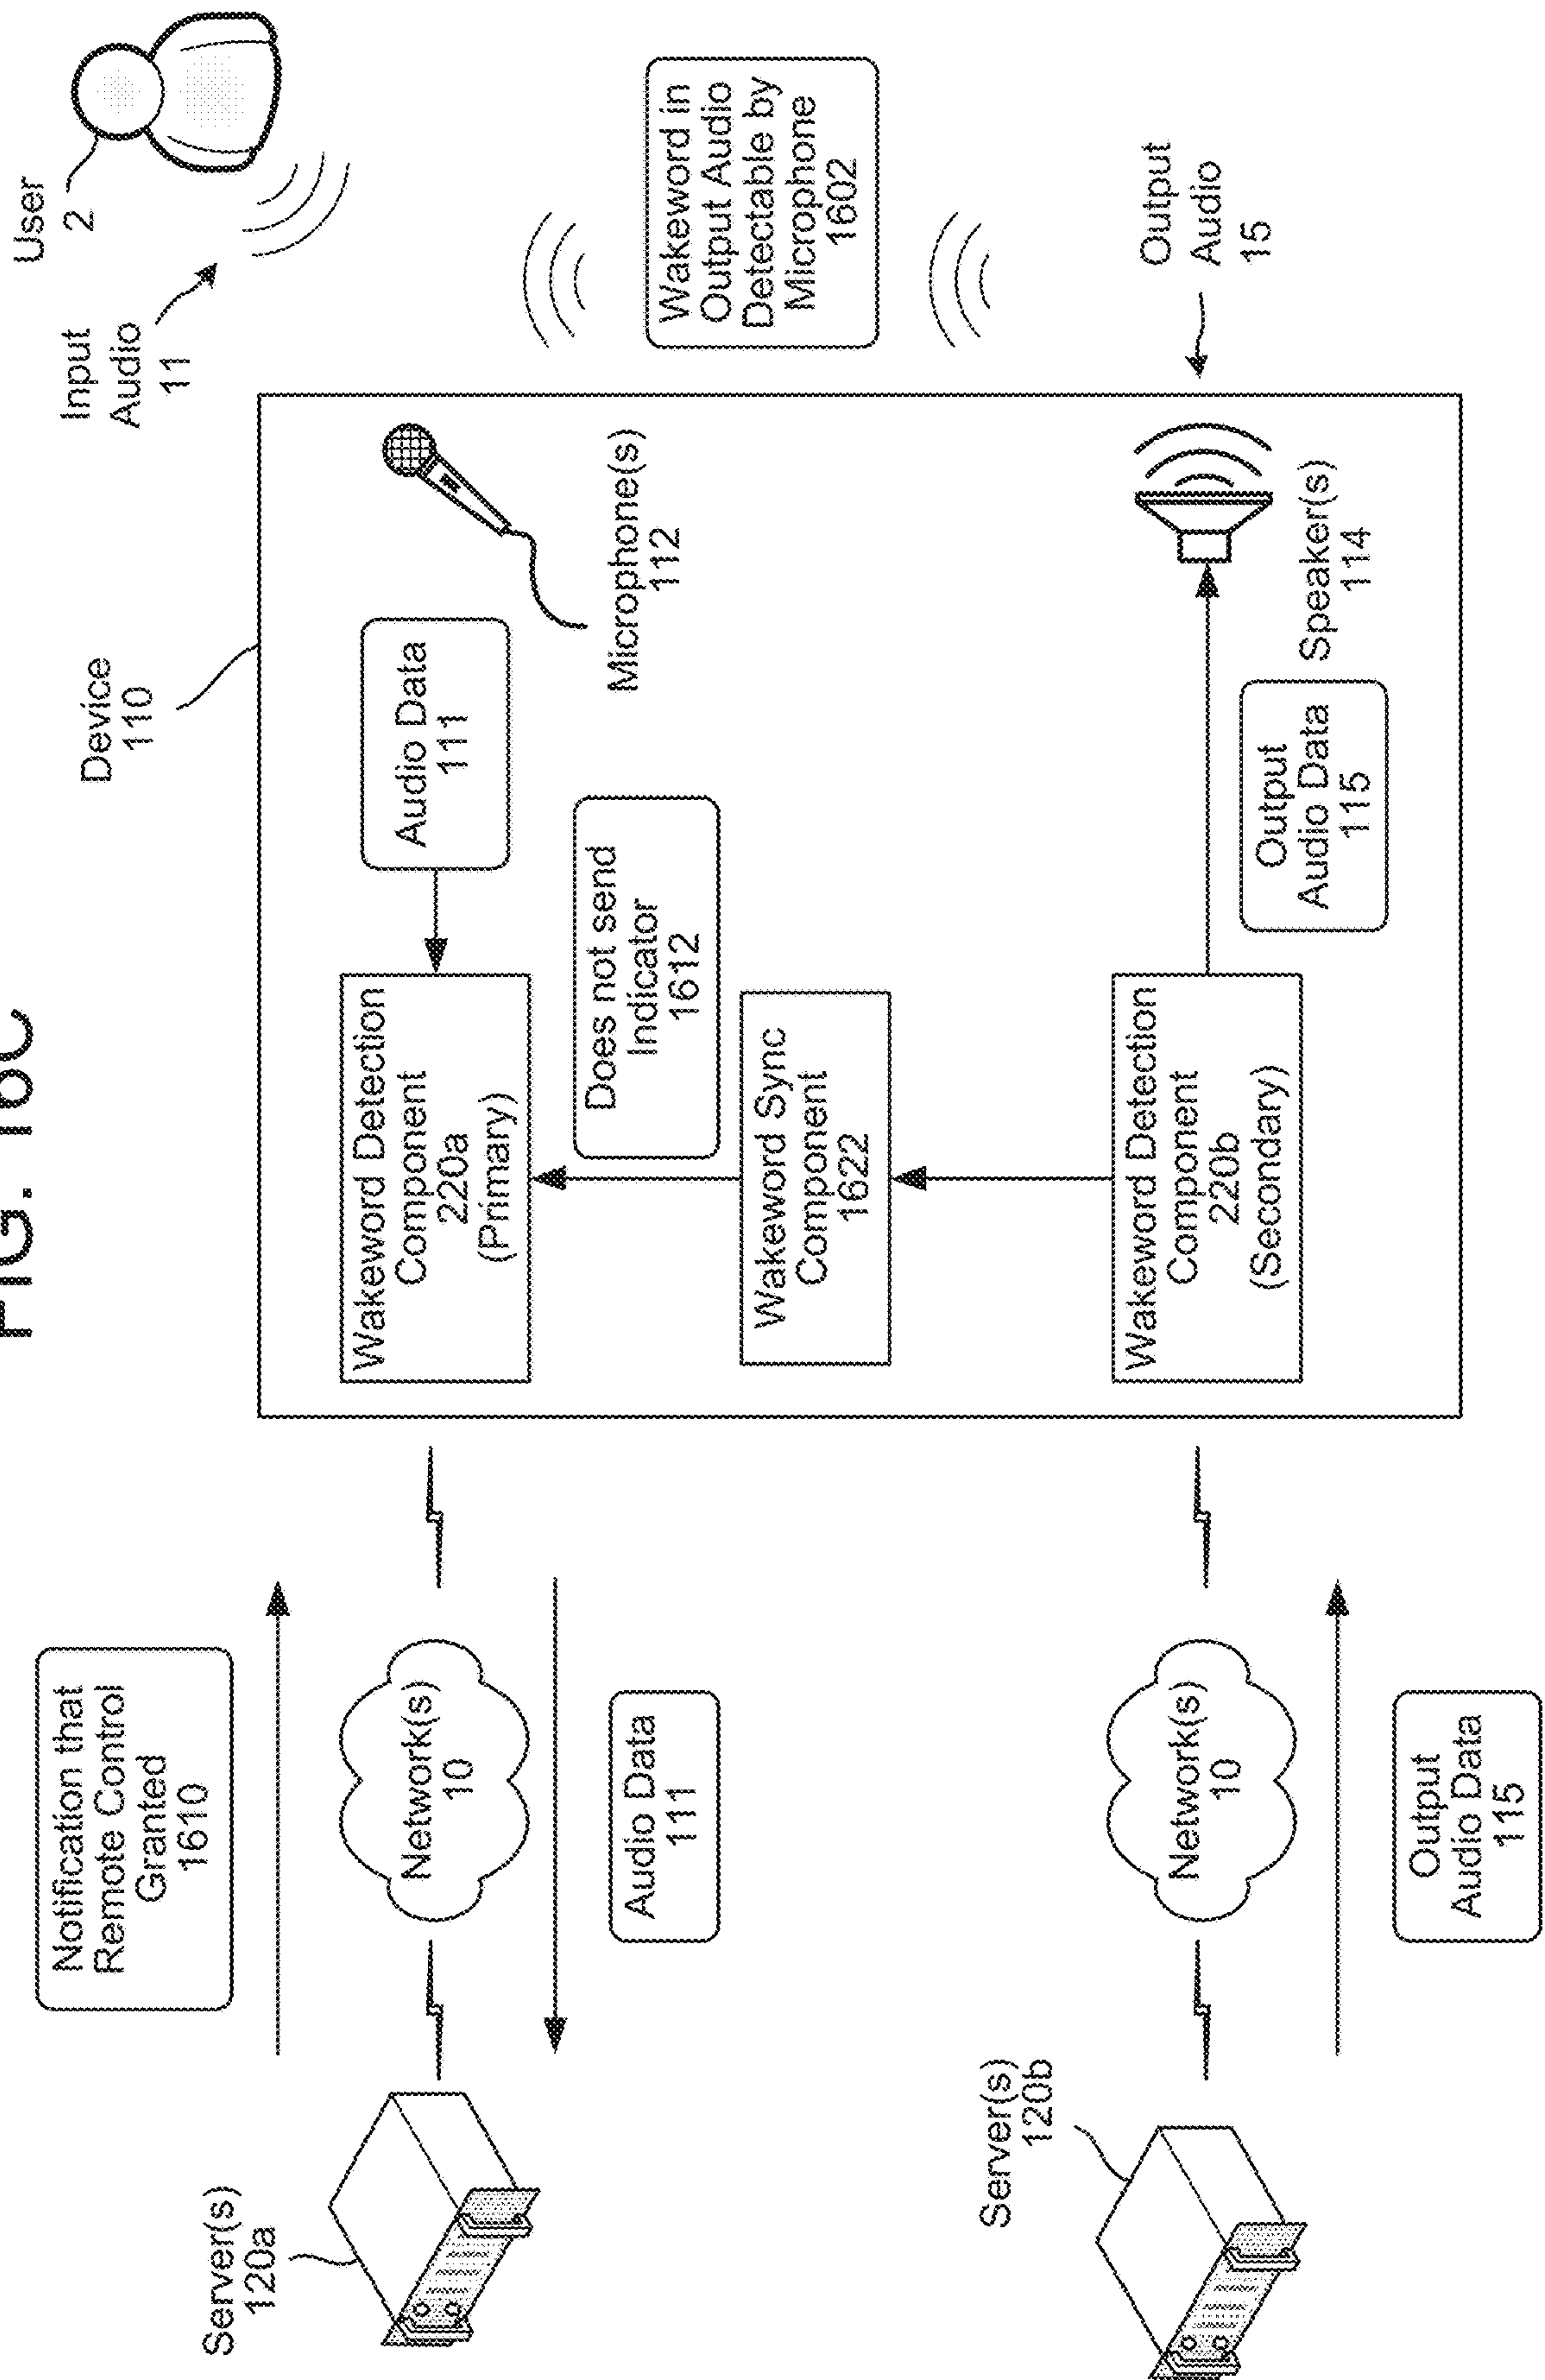 FIG. 16C
Server(s)
120a
Notification that
Remote Control
Granted
1610
Network(s)
10
Audio Data
111
Device
110
Wakeword Detection
Component
220a
(Primary)
Audio Data
111
Does not send
Indicator
1612
Microphone(s)
112
Input
Audio
11
User
2
Wakeword Sync
Component
1622
Wakeword in
Output Audio
Detectable by
Microphone
1602
Server(s)
120b
Network(s)
10
Output
Audio Data
115
Wakeword Detection
Component
220b
(Secondary)
Output
Audio Data
115
Speaker(s)
114
Output
Audio
15